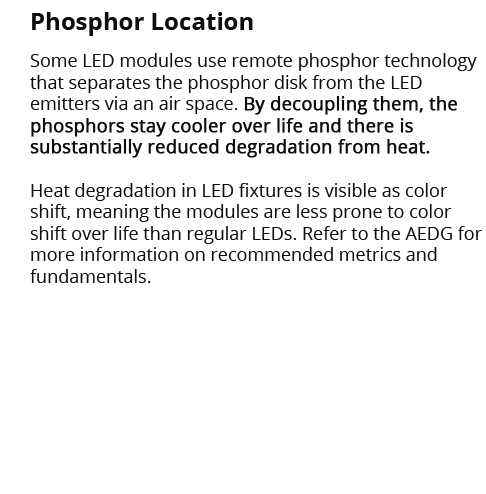 Phosphor Location
Some LED modules use remote phosphor technology
that separates the phosphor disk from the LED
emitters via an air space. By decoupling them, the
phosphors stay cooler over life and there is
substantially reduced degradation from heat.
Heat degradation in LED fixtures is visible as color
shift, meaning the modules are less prone to color
shift over life than regular LEDs. Refer to the AEDG for
more information on recommended metrics and
fundamentals.